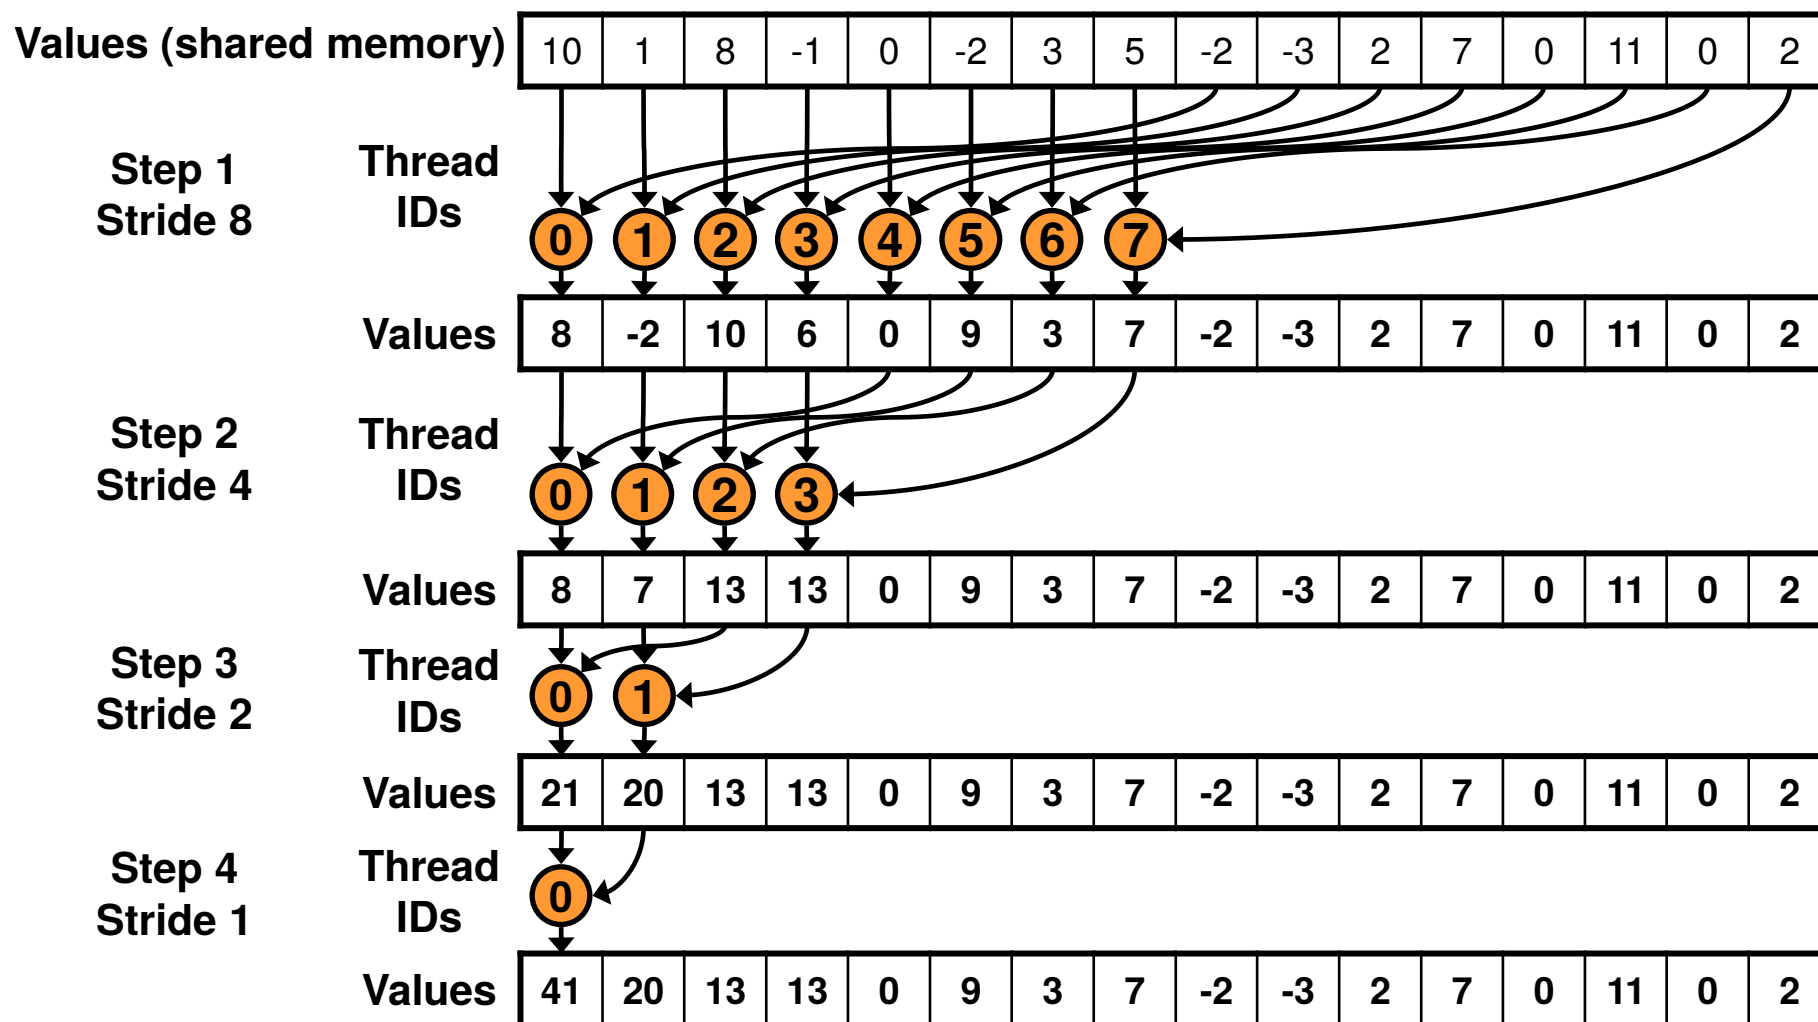 Values (shared memory) 10 1 8 -1 0 -2 3 5 -2 -3 2 7 0 11 0 2
Step 1 Thread
Stride 8 IDs
0 1 2 3 4 5 6 7
Values 8 -2 10 6 0 9 3 7 -2 -3 2 7 0 11 0 2
Step 2 Thread
Stride 4 IDs
0 1 2 3
Values 8 7 13 13 0 9 3 7 -2 -3 2 7 0 11 0 2
Step 3 Thread
Stride 2 IDs
0 1
Values 21 20 13 13 0 9 3 7 -2 -3 2 7 0 11 0 2
Step 4 Thread
Stride 1 IDs
0
Values 41 20 13 13 0 9 3 7 -2 -3 2 7 0 11 0 2